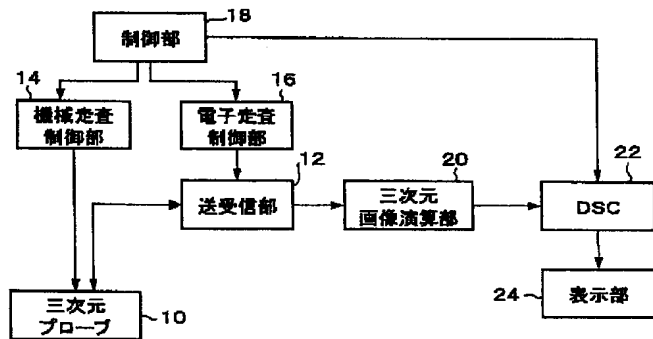 18
制御部
14
機械走査
制御部
16
電子走査
制御部
12
送受信部
20
三次元
画像演算部
22
DSC
三次元
プローブ
10
24
表示部